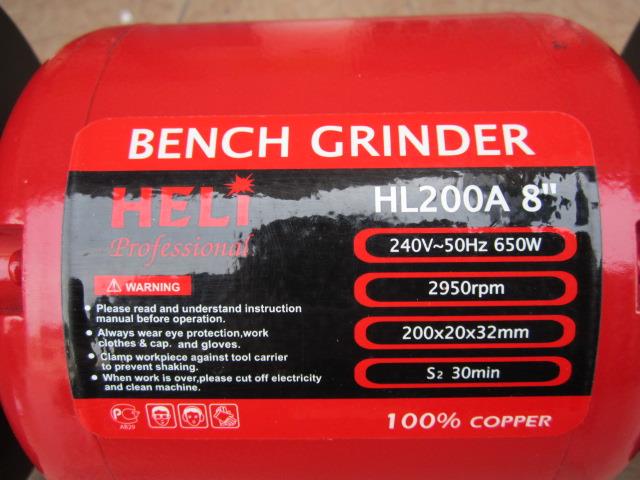 BENCH GRINDER
HELi
Professional
HL200A 8"
240V~50Hz 650W
2950rpm
200x20x32mm
S₂ 30min
⚠ WARNING
• Please read and understand instruction
manual before operation.
• Always wear eye protection,work
clothes & cap. and gloves.
• Clamp workpiece against tool carrier
to prevent shaking.
• When work is over,please cut off electricity
and clean machine.
АВ29
100% COPPER